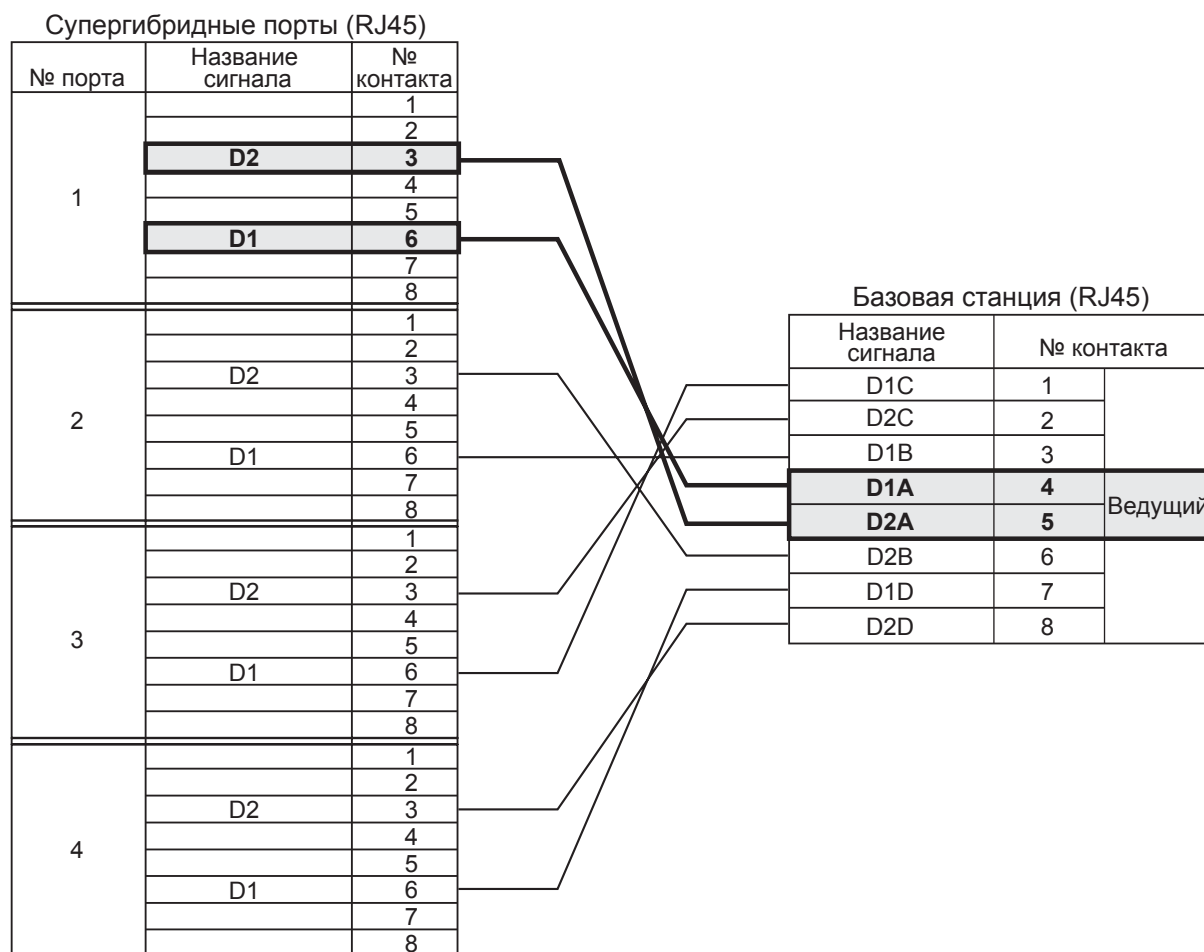 Супергибридные порты (RJ45)
№ порта
Название
сигнала
№
контакта
1
1
2
D2 3
4
5
D1 6
7
8
2
1
2
D2 3
4
5
D1 6
7
8
3
1
2
D2 3
4
5
D1 6
7
8
4
1
2
D2 3
4
5
D1 6
7
8
Базовая станция (RJ45)
Название
сигнала
№ контакта
D1C 1
D2C 2
D1B 3
D1A 4
D2A 5
Ведущий
D2B 6
D1D 7
D2D 8